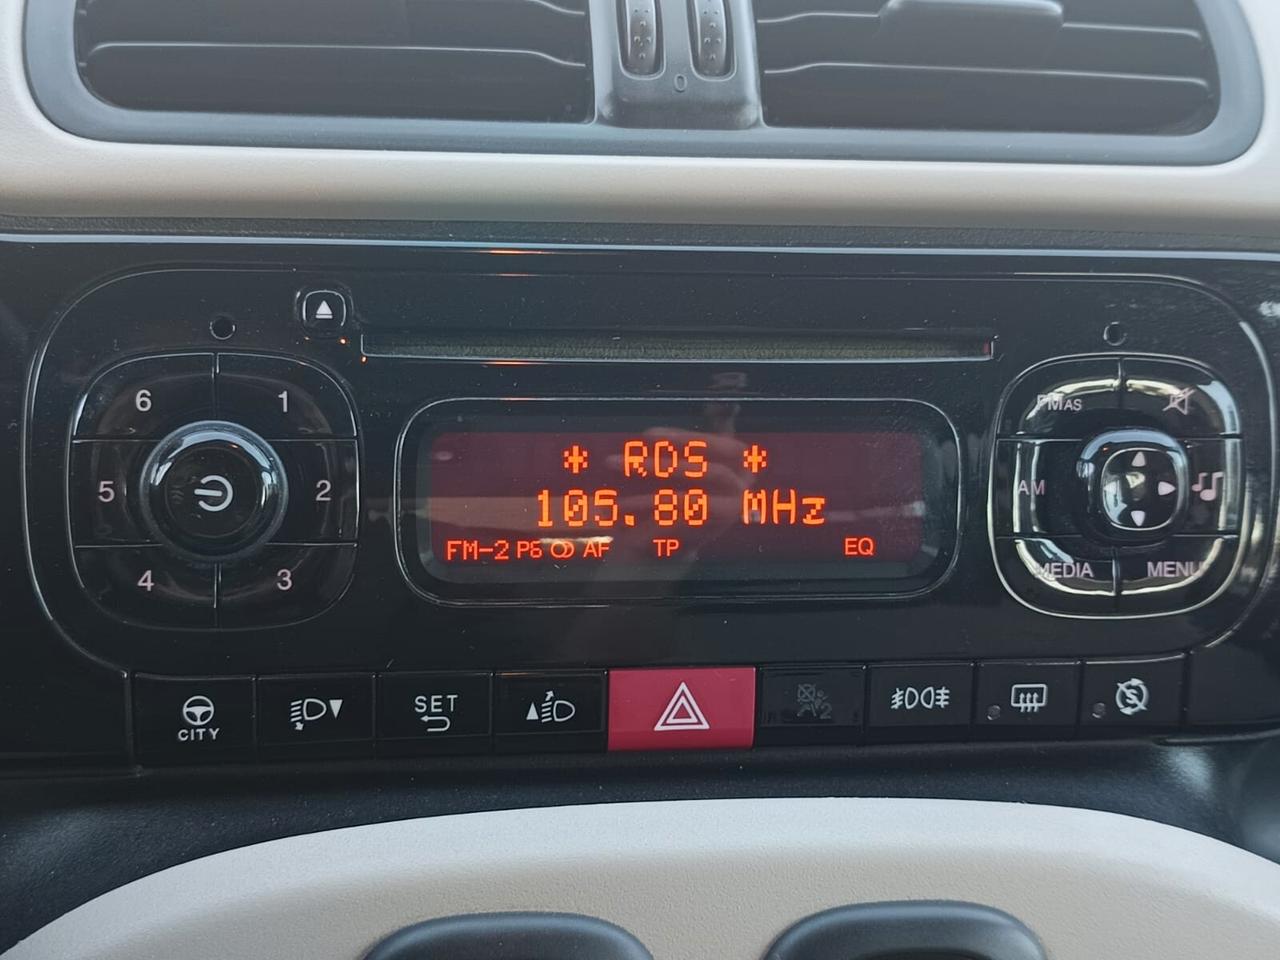 0
6
1
FMAS
5
2
AM
4
3
MEDIA
MENU
* RDS *
105.80 MHz
FM-2 P6 AF TP EQ
CITY
SET